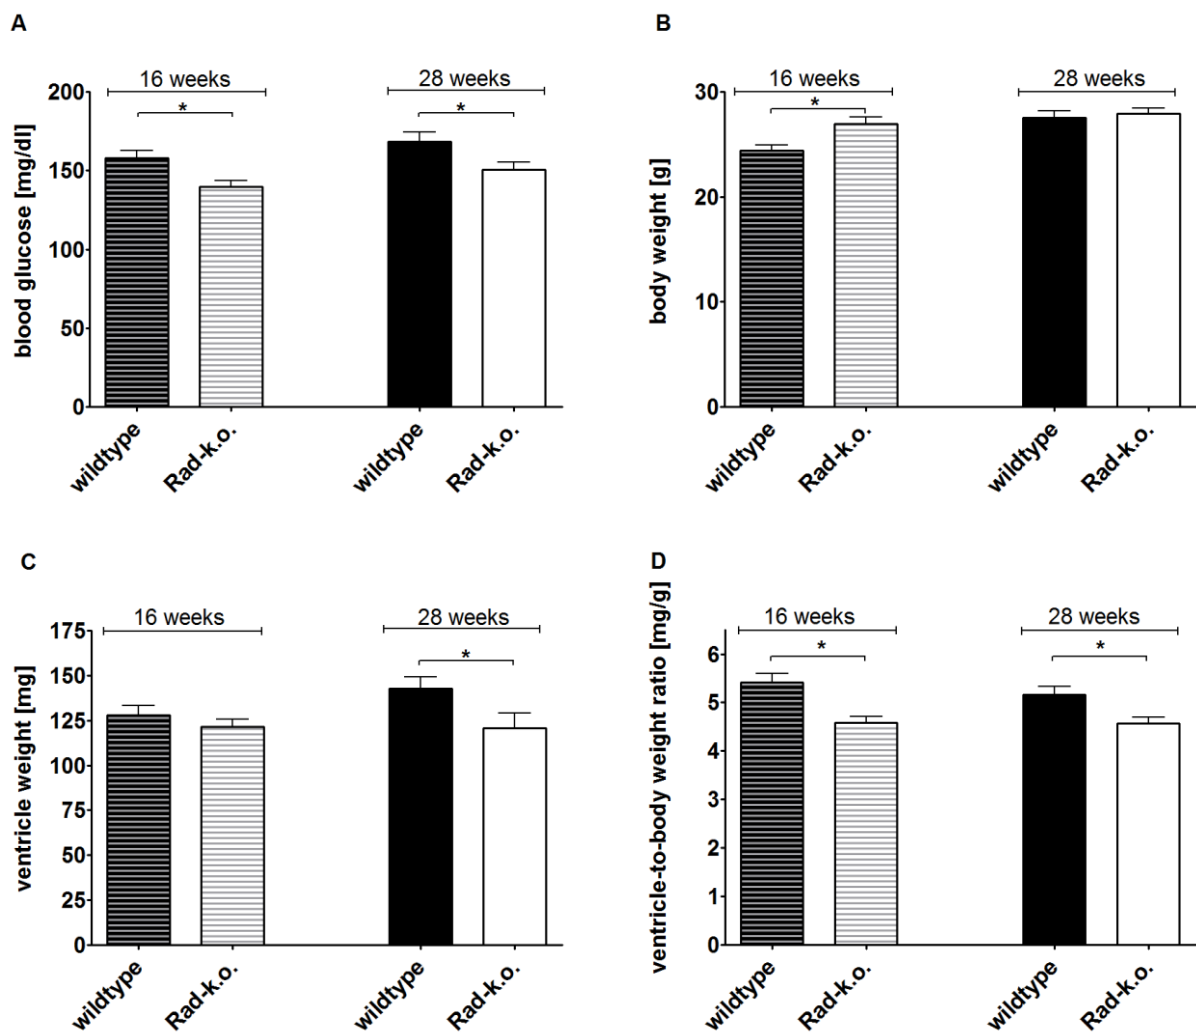 A
16 weeks
28 weeks
*
*
blood glucose [mg/dl]
200
150
100
50
0
wildtype
Rad-k.o.
wildtype
Rad-k.o.
B
16 weeks
28 weeks
*
body weight [g]
30
20
10
0
wildtype
Rad-k.o.
wildtype
Rad-k.o.
C
16 weeks
28 weeks
*
ventricle weight [mg]
175
150
125
100
75
50
25
0
wildtype
Rad-k.o.
wildtype
Rad-k.o.
D
16 weeks
28 weeks
*
*
ventricle-to-body weight ratio [mg/g]
6
5
4
3
2
1
0
wildtype
Rad-k.o.
wildtype
Rad-k.o.